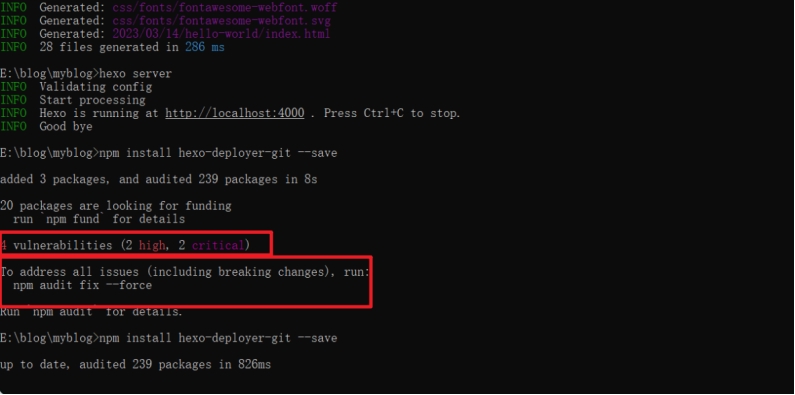 INFO  Generated: css/fonts/fontawesome-webfont.woff
INFO  Generated: css/fonts/fontawesome-webfont.svg
INFO  Generated: 2023/03/14/hello-world/index.html
INFO  28 files generated in 286 ms
E:\blog\myblog>hexo server
INFO  Validating config
INFO  Start processing
INFO  Hexo is running at http://localhost:4000 . Press Ctrl+C to stop.
INFO  Good bye
E:\blog\myblog>npm install hexo-deployer-git --save
added 3 packages, and audited 239 packages in 8s
20 packages are looking for funding
  run `npm fund` for details
4 vulnerabilities (2 high, 2 critical)
To address all issues (including breaking changes), run:
  npm audit fix --force
Run `npm audit` for details.
E:\blog\myblog>npm install hexo-deployer-git --save
up to date, audited 239 packages in 826ms